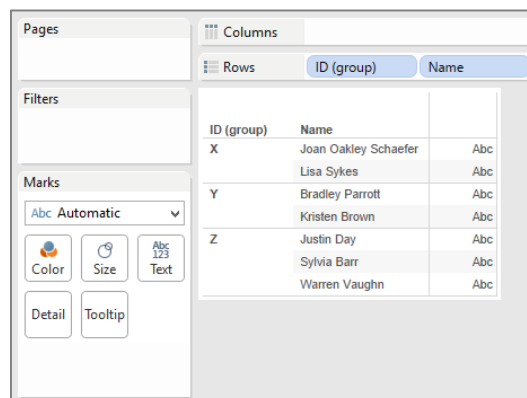 Pages
Columns
Rows ID (group) Name
Filters
ID (group) Name
X Joan Oakley Schaefer Abc
Lisa Sykes Abc
Y Bradley Parrott Abc
Kristen Brown Abc
Z Justin Day Abc
Sylvia Barr Abc
Warren Vaughn Abc
Marks
Abc Automatic
Color Size Abc 123 Text
Detail Tooltip